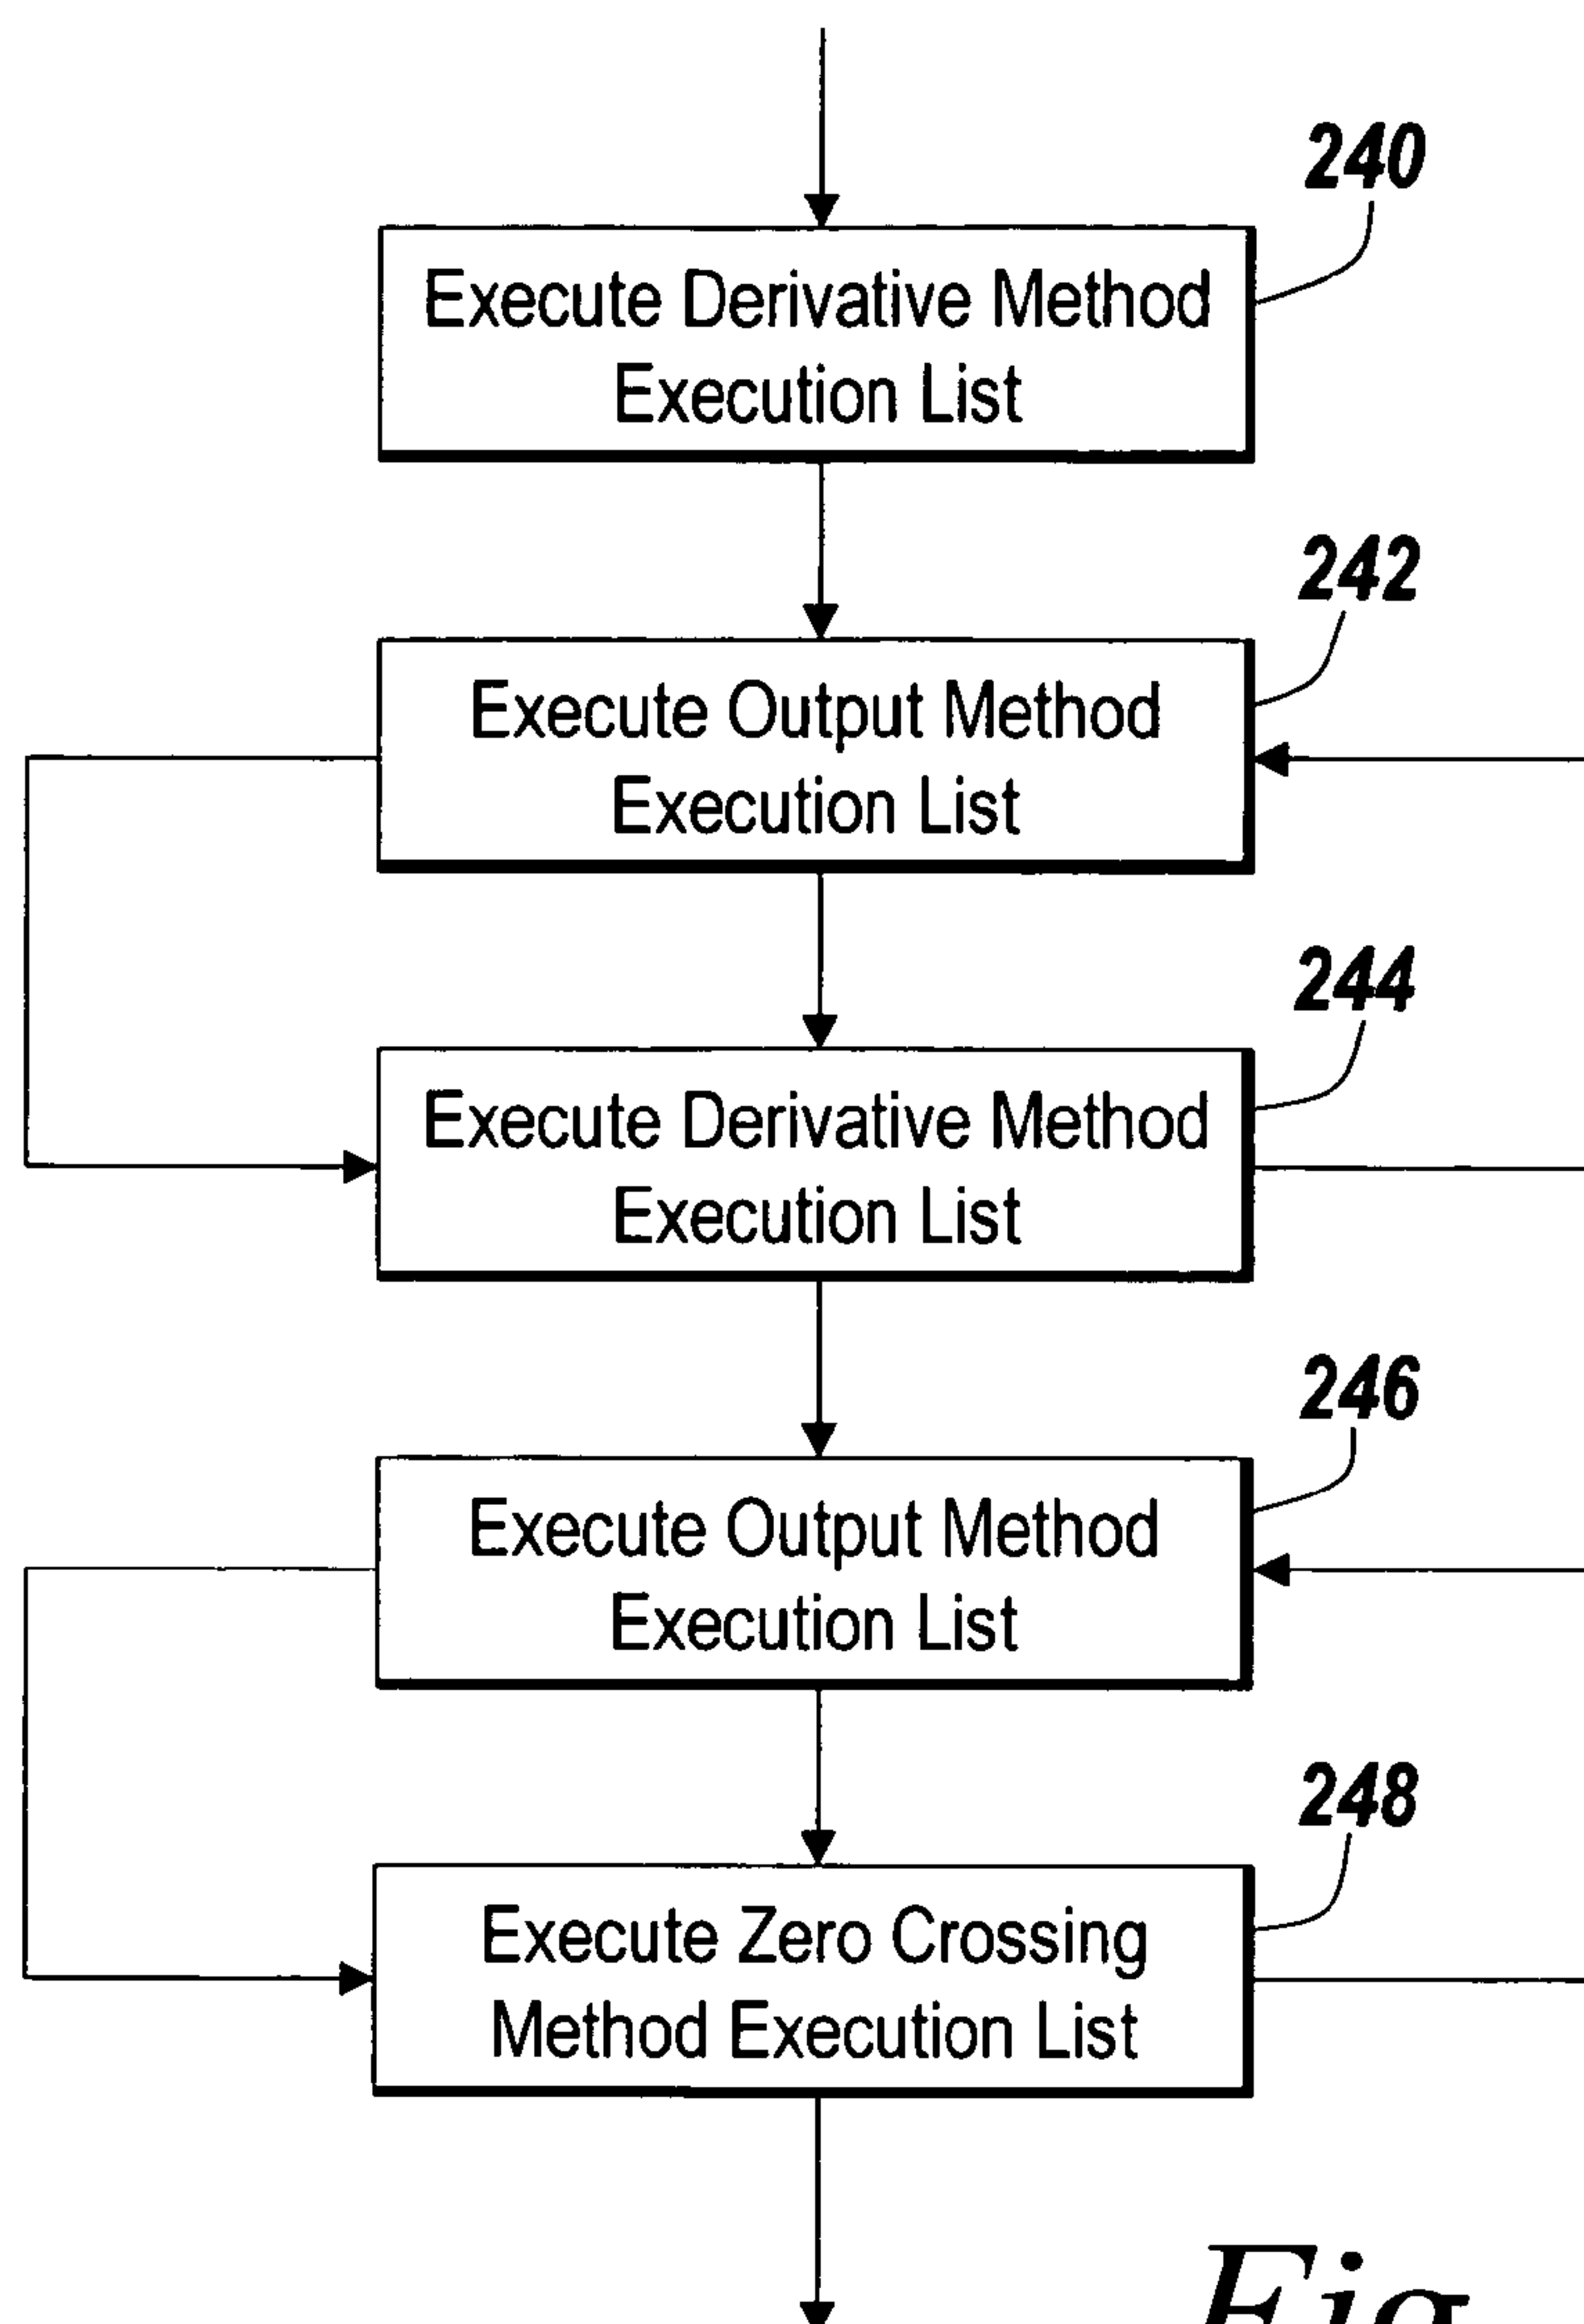 240
Execute Derivative Method
Execution List
242
Execute Output Method
Execution List
244
Execute Derivative Method
Execution List
246
Execute Output Method
Execution List
248
Execute Zero Crossing
Method Execution List
Fig